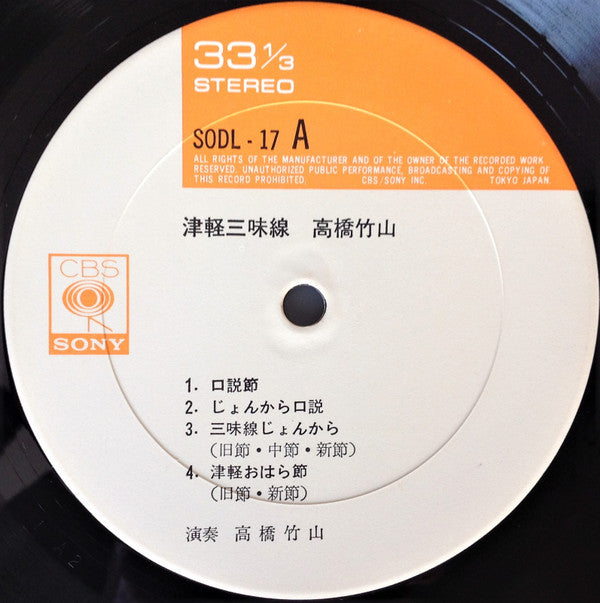 33 1/3
STEREO
SODL - 17 A
ALL RIGHTS OF THE MANUFACTURER AND OF THE OWNER OF THE RECORDED WORK
RESERVED. UNAUTHORIZED PUBLIC PERFORMANCE, BROADCASTING AND COPYING OF
THIS RECORD PROHIBITED. CBS/SONY INC. TOKYO JAPAN.
津軽三味線 高橋竹山
CBS
SONY
1. 口説節
2. じょんから口説
3. 三味線じょんから
(旧節・中節・新節)
4. 津軽おはら節
(旧節・新節)
演奏 高橋竹山